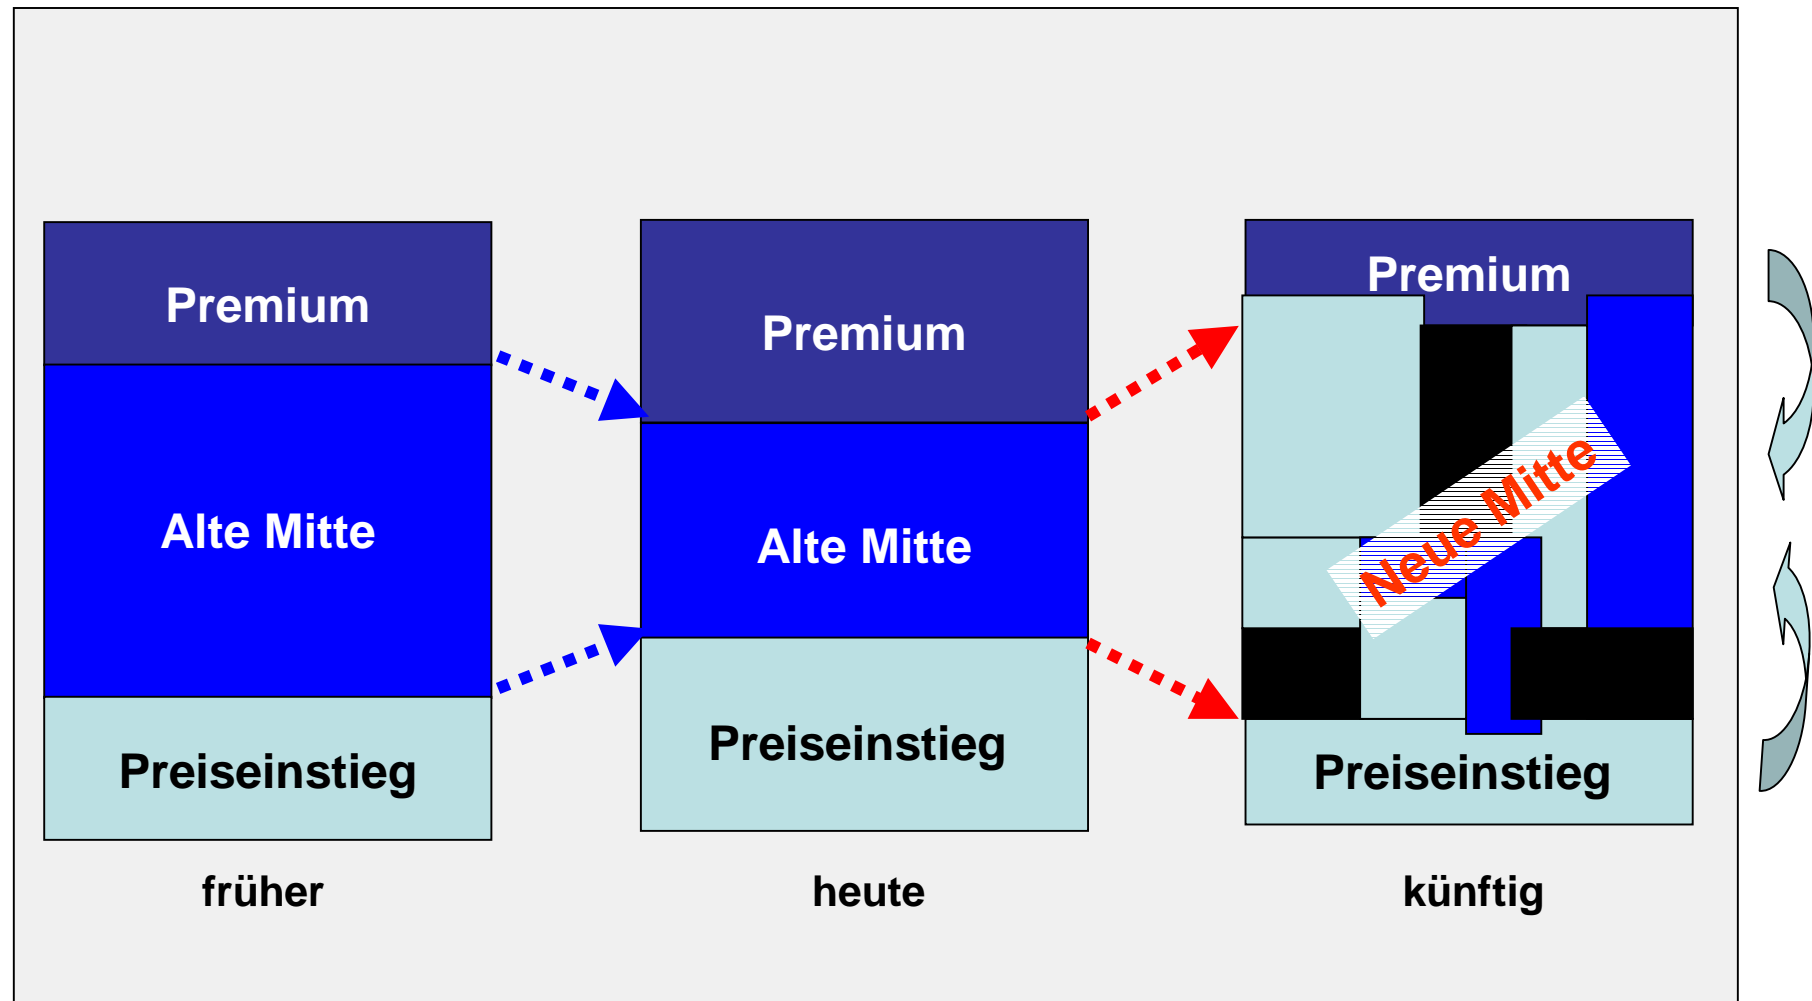 Premium
Alte Mitte
Preiseinstieg
früher
Premium
Alte Mitte
Preiseinstieg
heute
Premium
Neue Mitte
Preiseinstieg
künftig